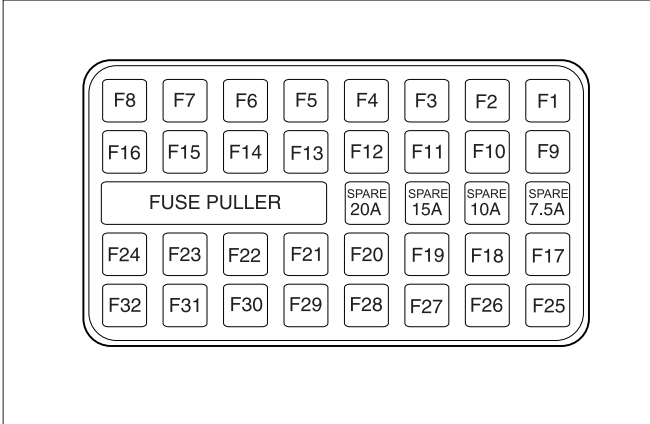 F8 F7 F6 F5 F4 F3 F2 F1
F16 F15 F14 F13 F12 F11 F10 F9
FUSE PULLER SPARE 20A SPARE 15A SPARE 10A SPARE 7.5A
F24 F23 F22 F21 F20 F19 F18 F17
F32 F31 F30 F29 F28 F27 F26 F25